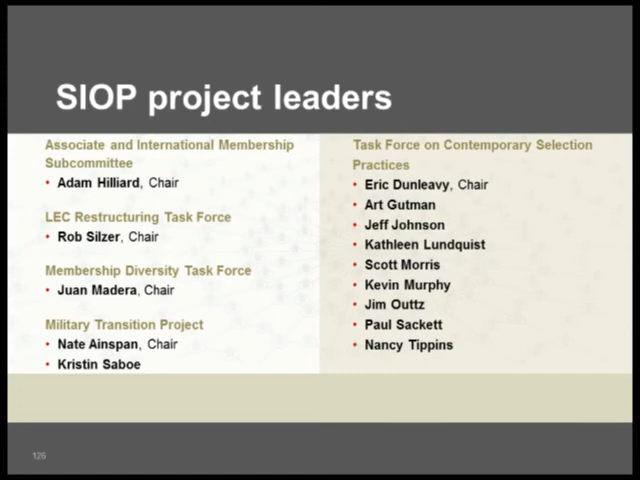 SIOP project leaders
Associate and International Membership
Subcommittee
• Adam Hilliard, Chair
LEC Restructuring Task Force
• Rob Silzer, Chair
Membership Diversity Task Force
• Juan Madera, Chair
Military Transition Project
• Nate Ainspan, Chair
• Kristin Saboe
Task Force on Contemporary Selection
Practices
• Eric Dunleavy, Chair
• Art Gutman
• Jeff Johnson
• Kathleen Lundquist
• Scott Morris
• Kevin Murphy
• Jim Outtz
• Paul Sackett
• Nancy Tippins
126